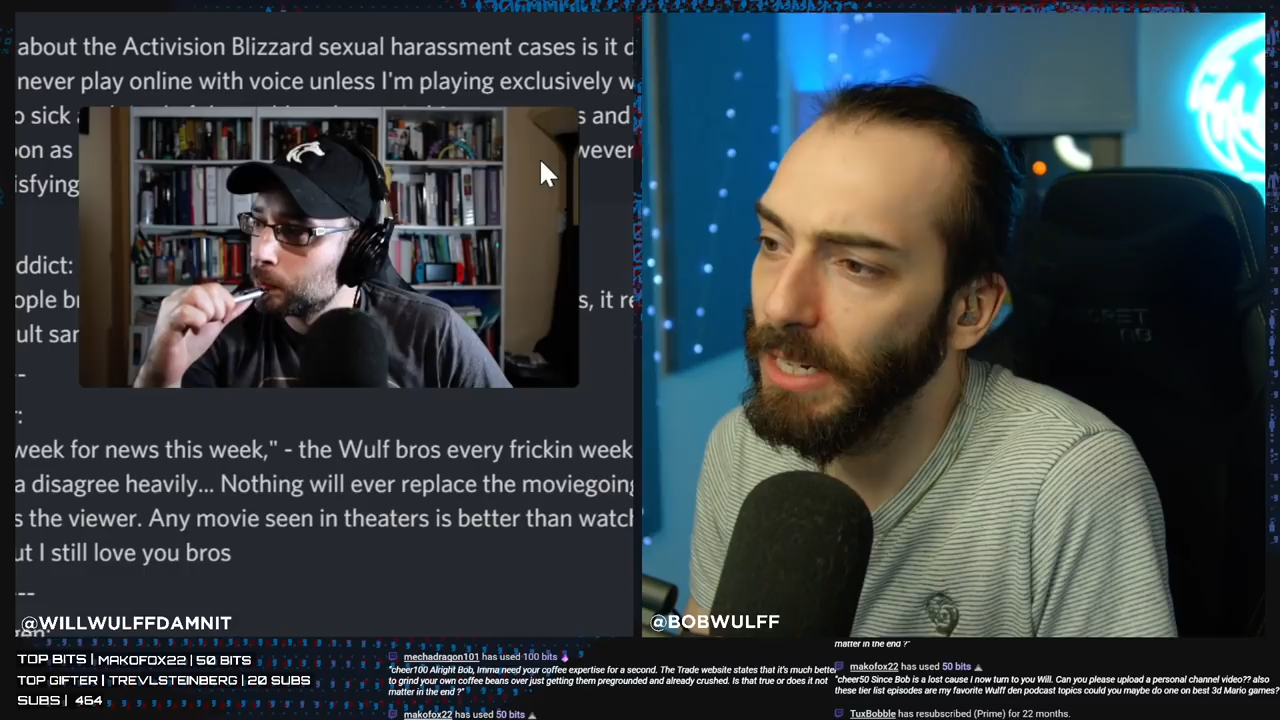 about the Activision Blizzard sexual harassment cases is it
never play online with voice unless I'm playing exclusively
sick
s and
oon as
wever
isfying
ddict:
ople
s, it
ult
week for news this week," - the Wulf bros every frickin week
a disagree heavily... Nothing will ever replace the moviegoing
s the viewer. Any movie seen in theaters is better than watch
ut I still love you bros
---
@WILLWULFFDAMNIT
@BOBWULFF
TOP BITS | MAKOFOX22 | 50 BITS
TOP GIFTER | TREVLSTEINBERG | 20 SUBS
SUBS | 464
mechadragon101 has used 100 bits
"cheer100 Alright Bob, Imma need your coffee expertise for a second. The Trade website states that it's much better
to grind your own coffee beans over just getting them pregrounded and already crushed. Is that true or does it not
matter in the end ?"
makofox22 has used 50 bits
matter in the end ?"
makofox22 has used 50 bits
"cheer50 Since Bob is a lost cause I now turn to you Will. Can you please upload a personal channel video?? also
these tier list episodes are my favorite Wulff den podcast topics could you maybe do one on best 3d Mario games?
TuxBobble has resubscribed (Prime) for 22 months.